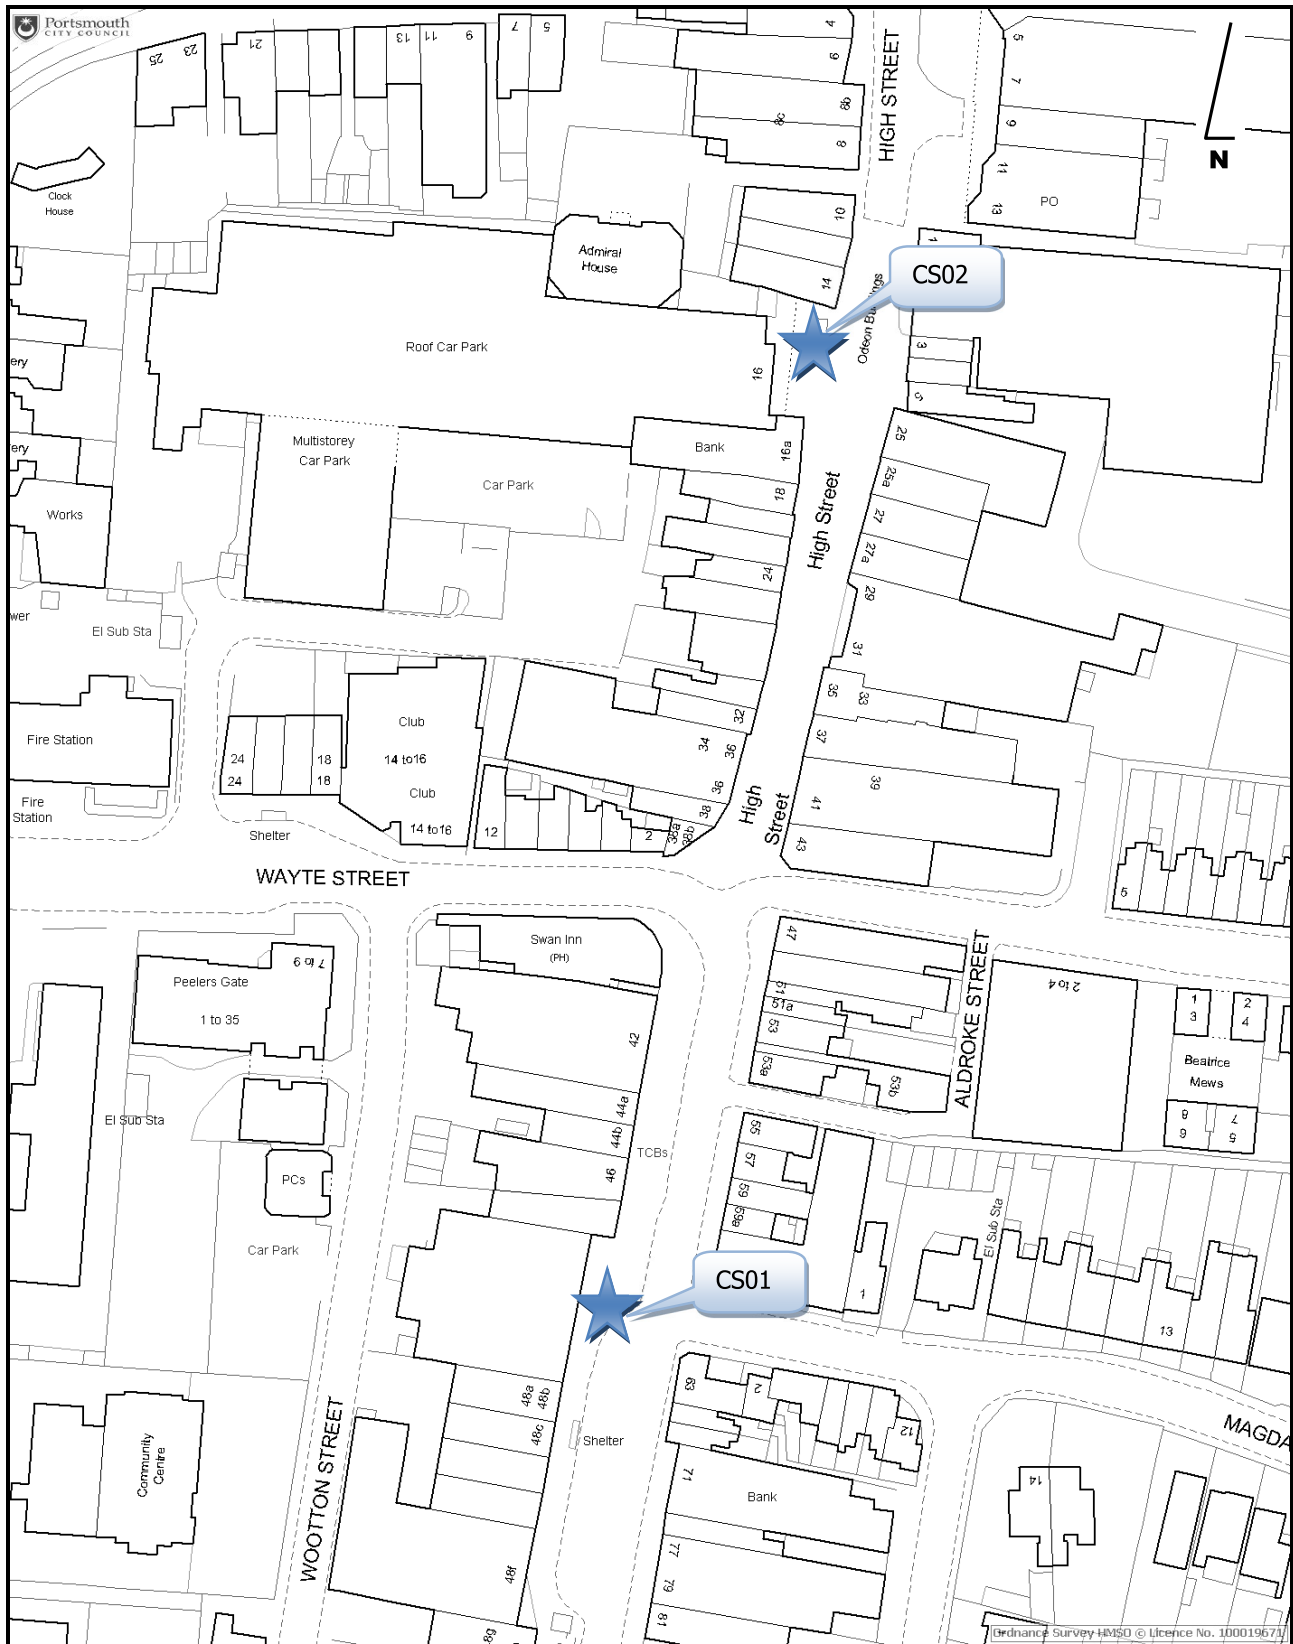 Portsmouth
CITY COUNCIL
25
23
21
13
11
9
7
5
4
6
8b
8c
8
HIGH STREET
5
7
9
11
13
PO
N
Clock
House
Admiral
House
10
14
1
CS02
Roof Car Park
16
3
5
Multistorey
Car Park
Car Park
Bank
16a
18
24
25
25a
27
27a
29
31
High Street
ery
ery
Works
wer
El Sub Sta
Fire Station
Fire
Station
24
24
18
18
Club
14 to16
Club
14 to16
Shelter
12
2
32
34
36
36
38
38a
38b
35
33
37
39
41
43
High
Street
5
WAYTE STREET
Swan Inn
(PH)
Peelers Gate
7 to 9
1 to 35
El Sub Sta
PCs
Car Park
42
44a
44b
46
TCBs
47
51
51a
53
53a
53b
ALDROKE STREET
2 to 4
1
3
2
4
Beatrice
Mews
8
6
7
5
55
57
59
59a
1
El Sub Sta
13
CS01
63
2
12
48a
48b
48c
Shelter
WOOTTON STREET
Community
Centre
71
Bank
77
79
81
48f
48g
14
MAGDA
Ordnance Survey HMSO © Licence No. 100019671